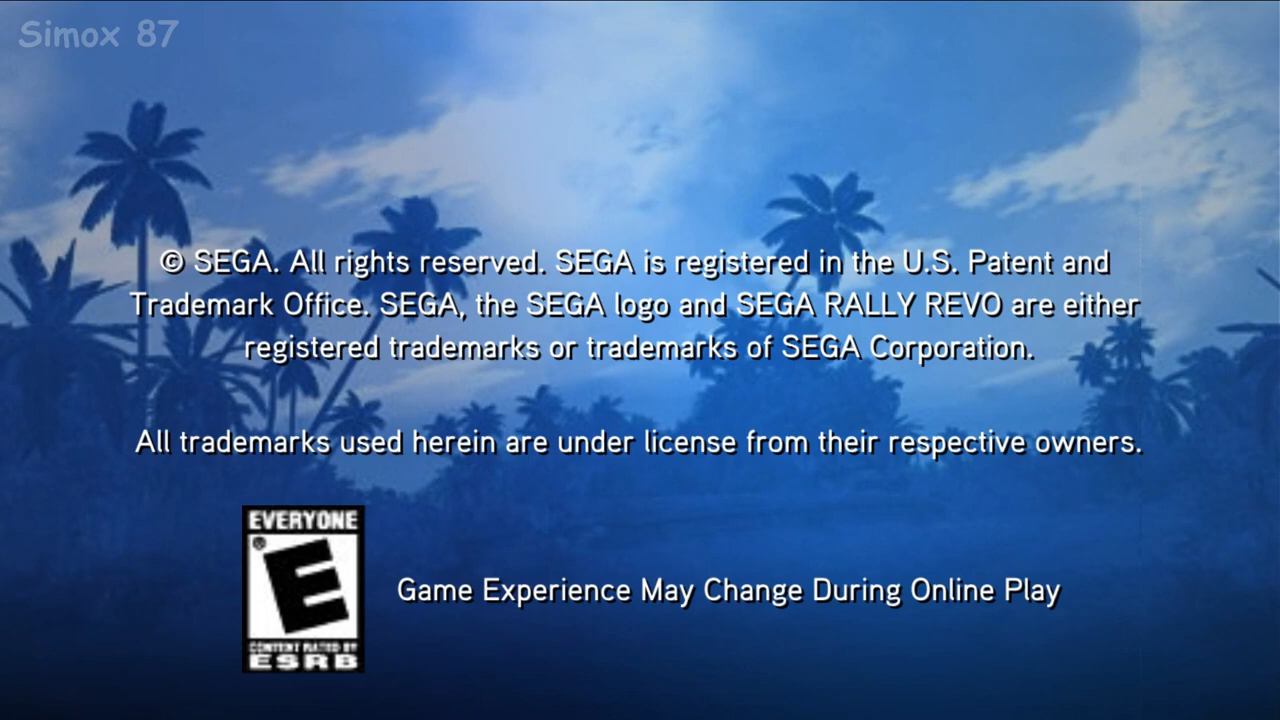 Simox 87
© SEGA. All rights reserved. SEGA is registered in the U.S. Patent and
Trademark Office. SEGA, the SEGA logo and SEGA RALLY REVO are either
registered trademarks or trademarks of SEGA Corporation.
All trademarks used herein are under license from their respective owners.
EVERYONE
E
®
CONTENT RATED BY
ESRB
Game Experience May Change During Online Play